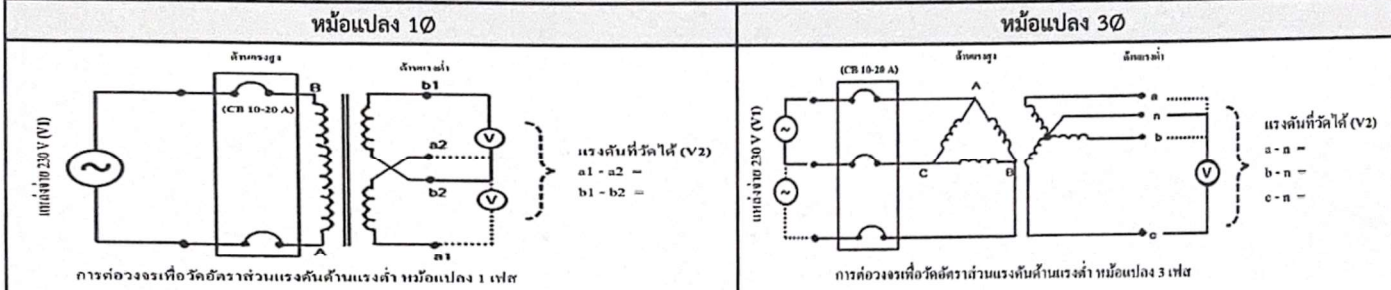 หม้อแปลง 1Ø
ด้านแรงสูง
ด้านแรงต่ำ
B
b1
(CB 10-20 A)
V
แหล่งจ่าย 230 V (V1)
~
a2
b2
V
A
a1
แรงดันที่วัดได้ (V2)
a1 - a2 =
b1 - b2 =
การต่อวงจรเพื่อวัดอัตราส่วนแรงดันด้านแรงต่ำ หม้อแปลง 1 เฟส
หม้อแปลง 3Ø
ด้านแรงสูง
ด้านแรงต่ำ
(CB 10-20 A)
A
a
n
b
แหล่งจ่าย 230 V (V1)
~
~
C
B
V
c
แรงดันที่วัดได้ (V2)
a - n =
b - n =
c - n =
การต่อวงจรเพื่อวัดอัตราส่วนแรงดันด้านแรงต่ำ หม้อแปลง 3 เฟส